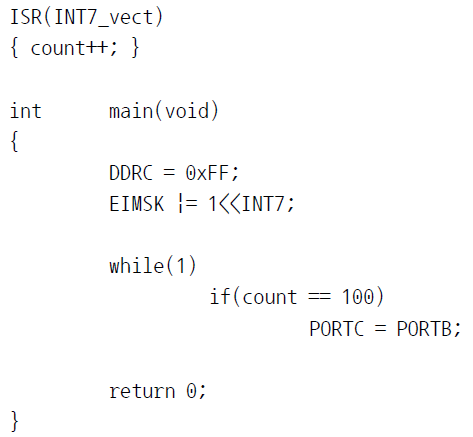 ISR(INT7_vect)
{ count++; }
int main(void)
{
DDRC = 0xFF;
EIMSK |= 1<<INT7;
while(1)
if(count == 100)
PORTC = PORTB;
return 0;
}